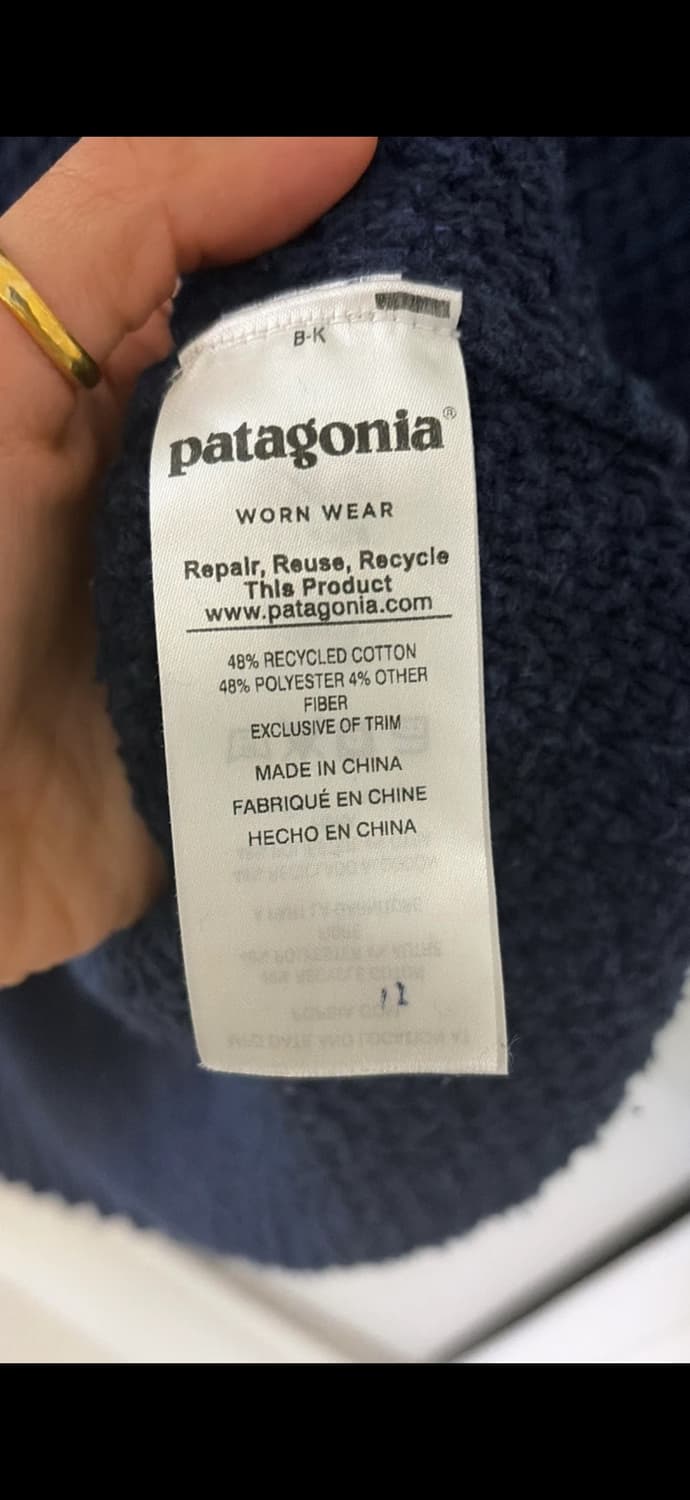 B-K
patagonia®
WORN WEAR
Repair, Reuse, Recycle
This Product
www.patagonia.com
48% RECYCLED COTTON
48% POLYESTER 4% OTHER
FIBER
EXCLUSIVE OF TRIM
MADE IN CHINA
FABRIQUÉ EN CHINE
HECHO EN CHINA